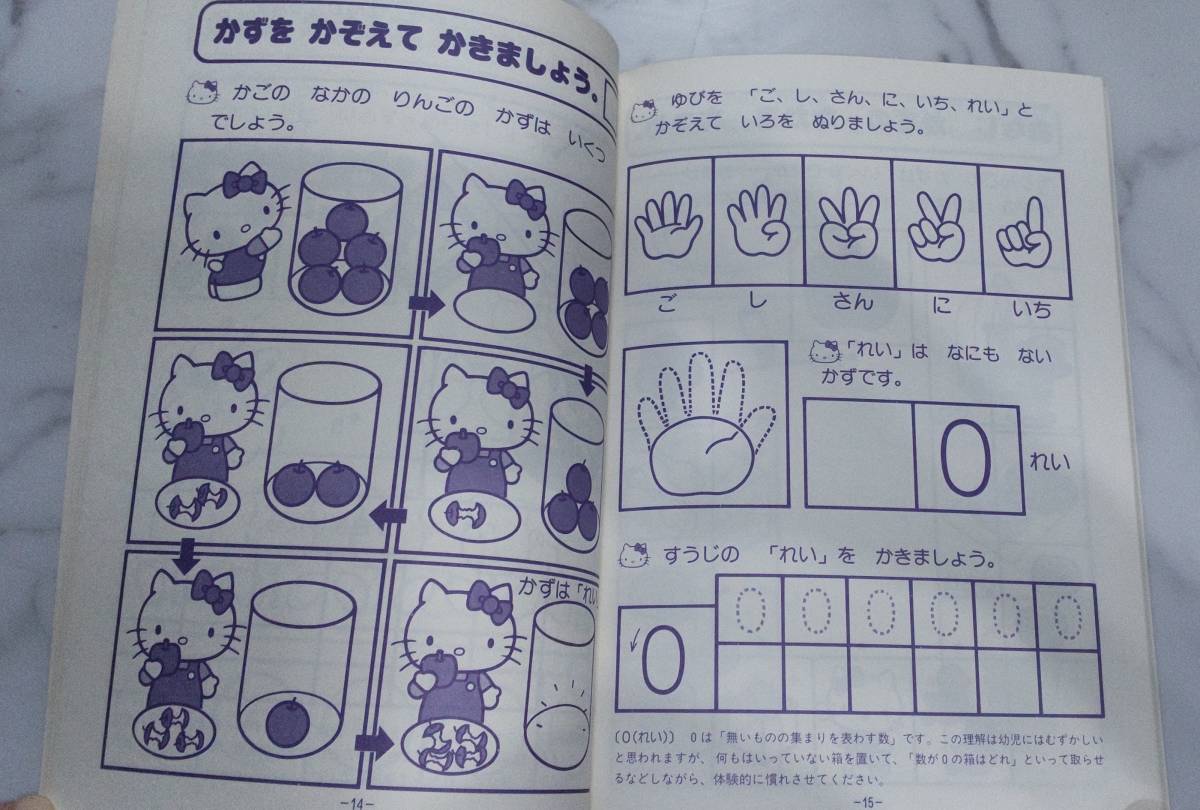 かずを かぞえて かきましょう。
かごの なかの りんごの かずは いくつ
でしょう。
かずは「れい
−14−
ゆびを 「ご、し、さん、に、いち、れい」と
かぞえて いろを ぬりましょう。
ご し さん に いち
「れい」は なにも ない
かずです。
0 れい
すうじの 「れい」を かきましょう。
0 0 0 0 0 0
0
〔0(れい)〕 0は「無いものの集まりを表わす数」です。この理解は幼児にはむずかしい
と思われますが、何もはいっていない箱を置いて、「数が0の箱はどれ」といって取らせ
るなどしながら、体験的に慣れさせてください。
−15−